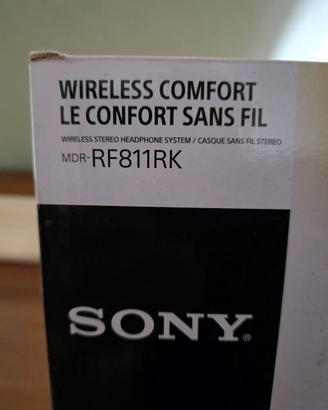 WIRELESS COMFORT
LE CONFORT SANS FIL
WIRELESS STEREO HEADPHONE SYSTEM / CASQUE SANS FIL STEREO
MDR-RF811RK
SONY®